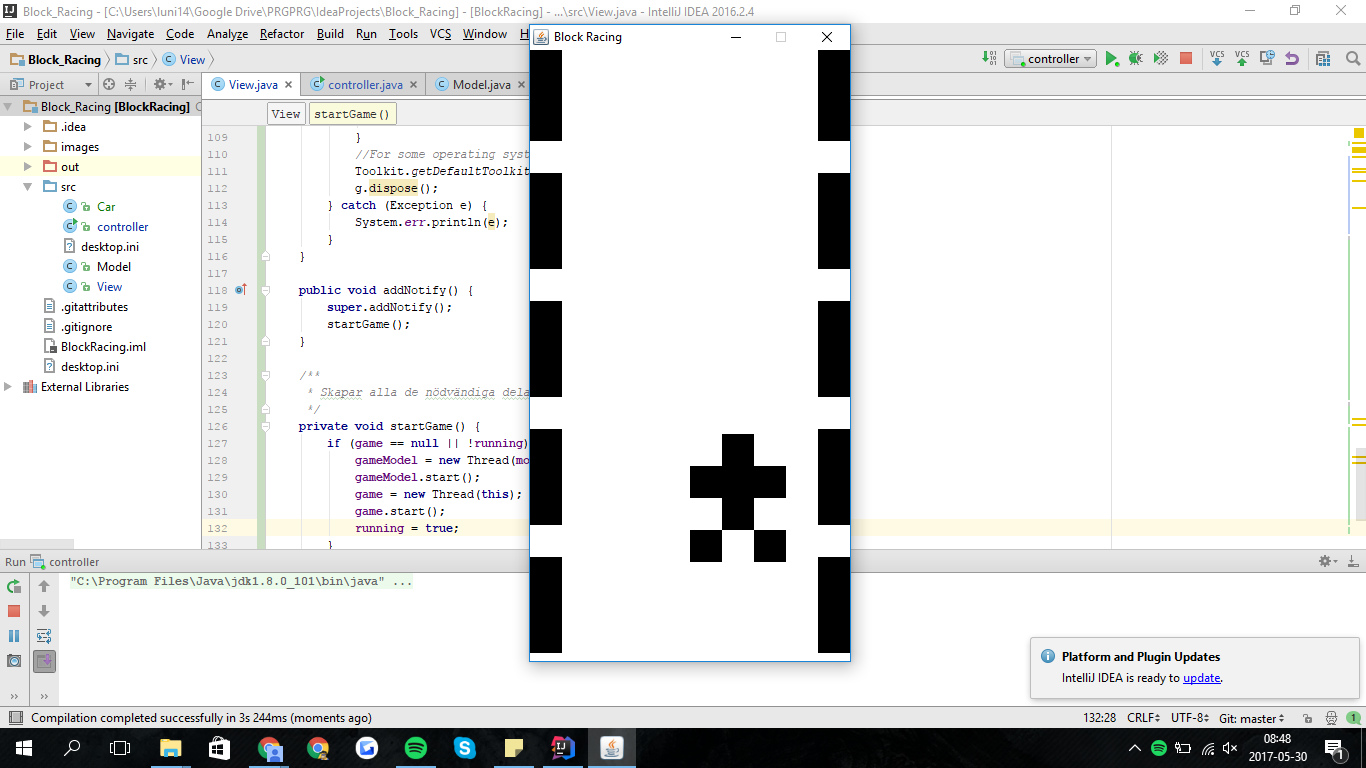 Block_Racing - [C:\Users\luni14\Google Drive\PRGPRG\IdeaProjects\Block_Racing] - [BlockRacing] - ...\src\View.java - IntelliJ IDEA 2016.2.4
File Edit View Navigate Code Analyze Refactor Build Run Tools VCS Window H
Block_Racing src View
controller
VCS VCS
Project
View.java controller.java Model.java
Block_Racing [BlockRacing]
.idea
images
out
src
Car
controller
desktop.ini
Model
View
.gitattributes
.gitignore
BlockRacing.iml
desktop.ini
External Libraries
View startGame()
109 }
110 //For some operating syst
111 Toolkit.getDefaultToolkit
112 g.dispose();
113 } catch (Exception e) {
114 System.err.println(e);
115 }
116 }
117
118 public void addNotify() {
119 super.addNotify();
120 startGame();
121 }
122
123 /**
124 * Skapar alla de nödvändiga dela
125 */
126 private void startGame() {
127 if (game == null || !running)
128 gameModel = new Thread(mo
129 gameModel.start();
130 game = new Thread(this);
131 game.start();
132 running = true;
133 }
Block Racing
Run controller
"C:\Program Files\Java\jdk1.8.0_101\bin\java" ...
Platform and Plugin Updates
IntelliJ IDEA is ready to update.
Compilation completed successfully in 3s 244ms (moments ago)
132:28 CRLF UTF-8 Git: master 1
08:48
2017-05-30
1